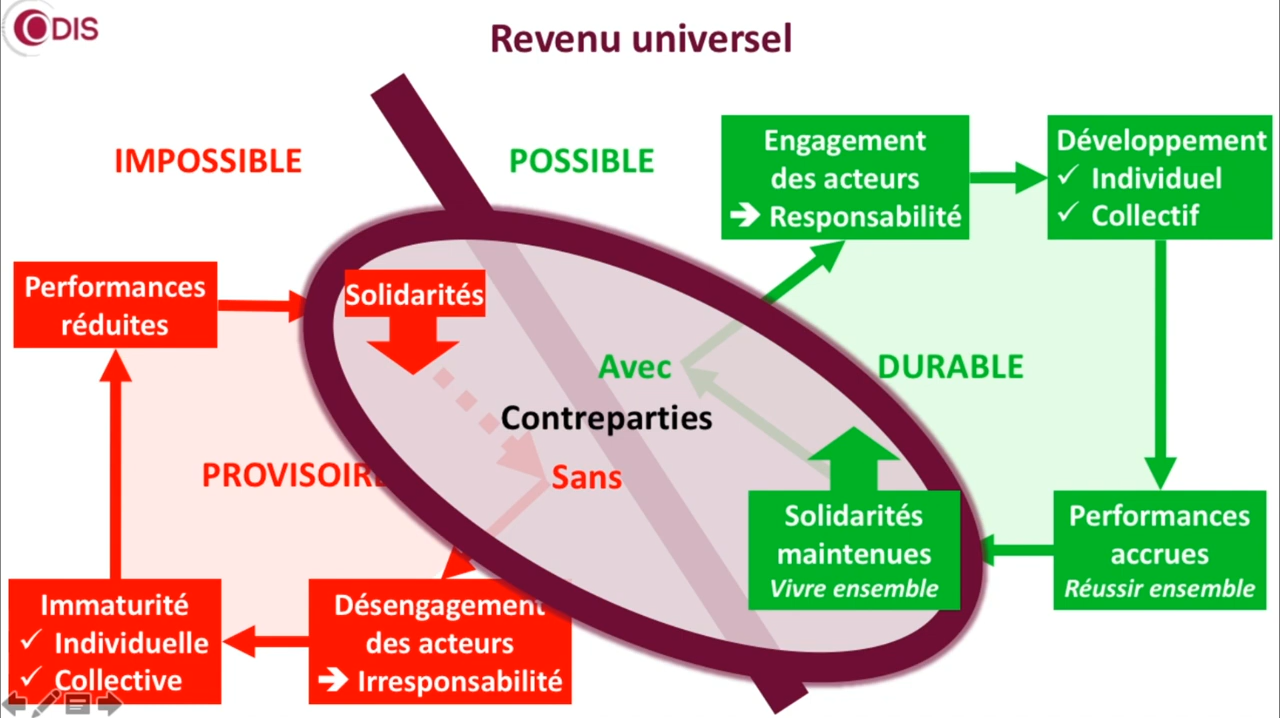 ODIS
Revenu universel
IMPOSSIBLE
POSSIBLE
Engagement
des acteurs
➔ Responsabilité
Développement
✓ Individuel
✓ Collectif
Performances
réduites
Solidarités
Avec
DURABLE
Contreparties
PROVISOIRE
Sans
Solidarités
maintenues
Vivre ensemble
Performances
accrues
Réussir ensemble
Immaturité
✓ Individuelle
✓ Collective
Désengagement
des acteurs
➔ Irresponsabilité